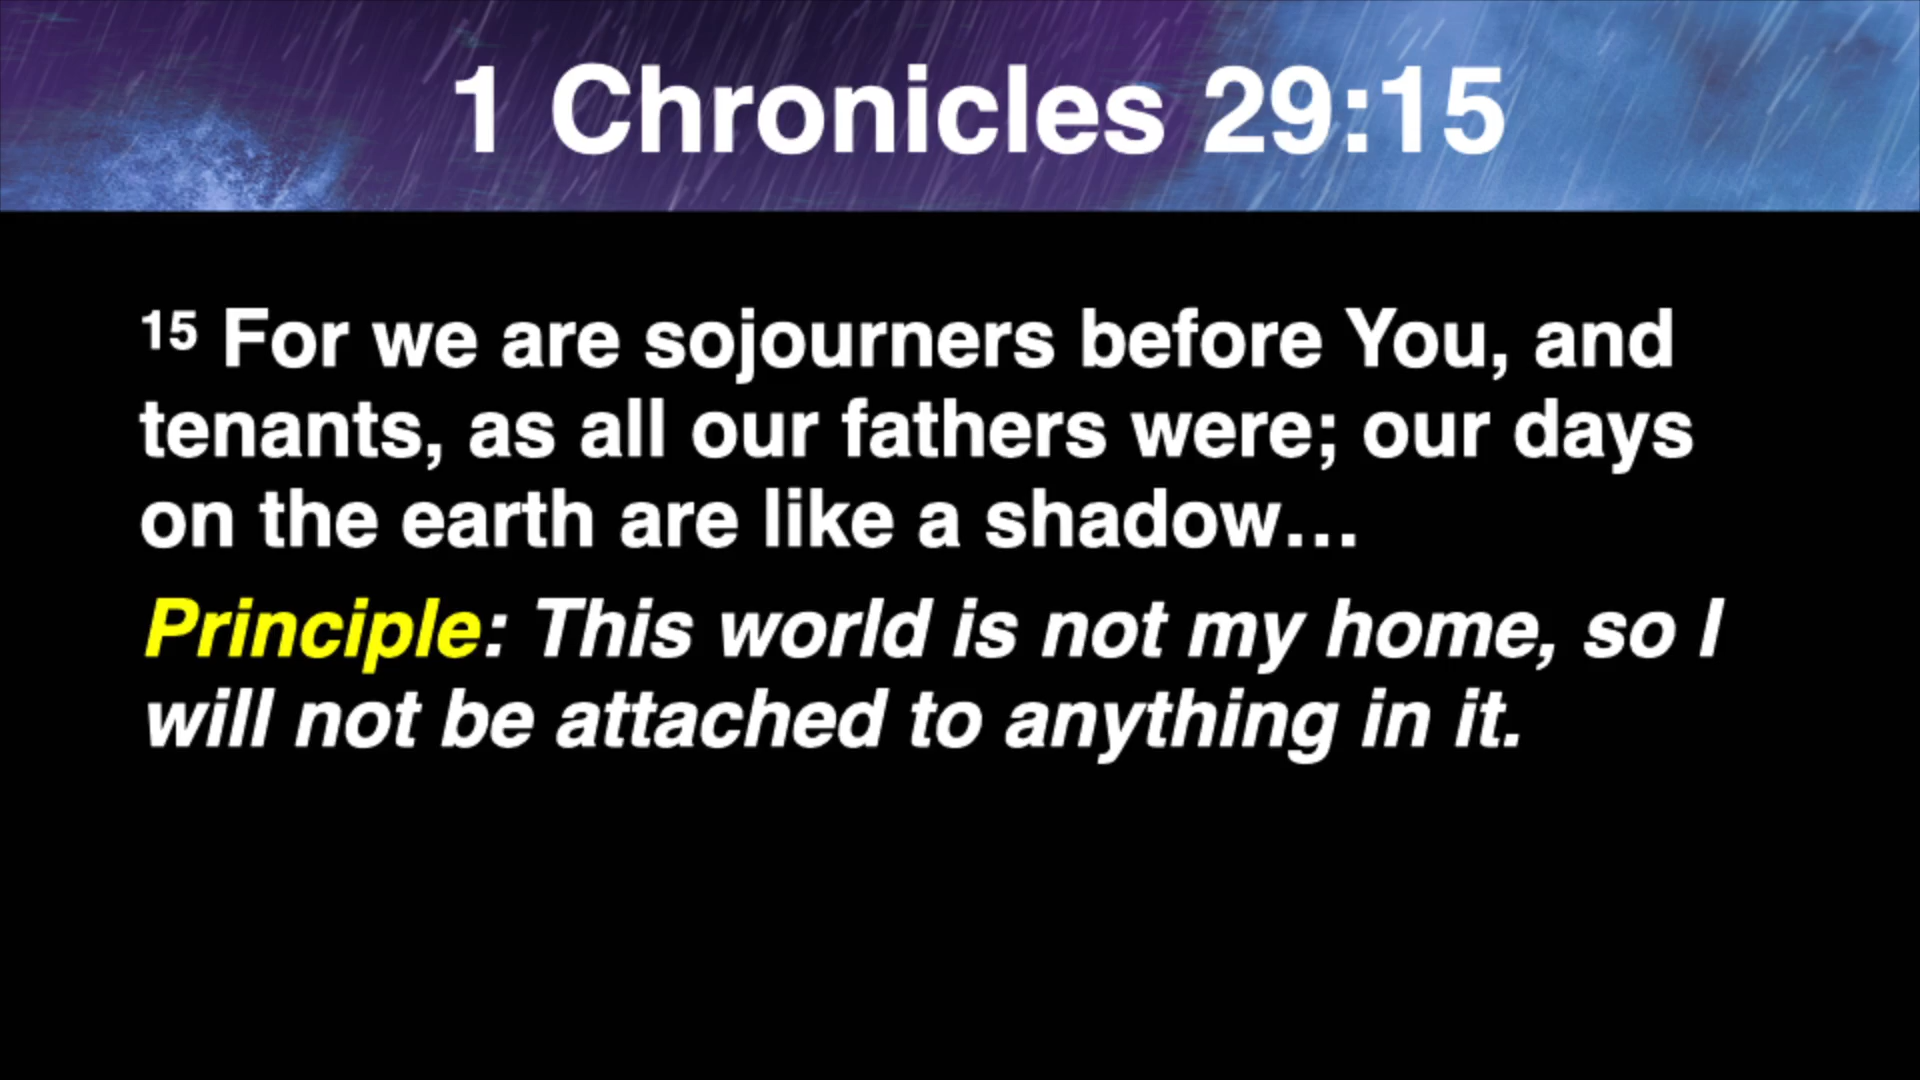 1 Chronicles 29:15
15 For we are sojourners before You, and
tenants, as all our fathers were; our days
on the earth are like a shadow…
Principle: This world is not my home, so I
will not be attached to anything in it.